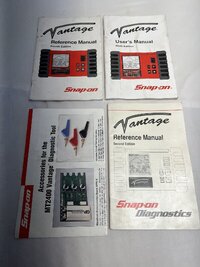 Vantage
Reference Manual
Snap-on
Vantage
User's Manual
Snap-on
Accessories for the
MT2400 Vantage Diagnostic Tool
Snap-on
Vantage
Reference Manual
Second Edition
Snap-on
Diagnostics